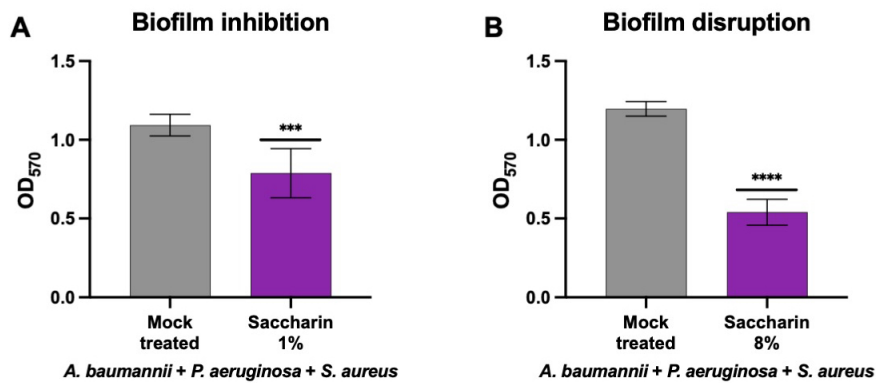 A
Biofilm inhibition
OD570
1.5
1.0
0.5
0.0
***
Mock
treated
Saccharin
1%
A. baumannii + P. aeruginosa + S. aureus
B
Biofilm disruption
OD570
1.5
1.0
0.5
0.0
****
Mock
treated
Saccharin
8%
A. baumannii + P. aeruginosa + S. aureus